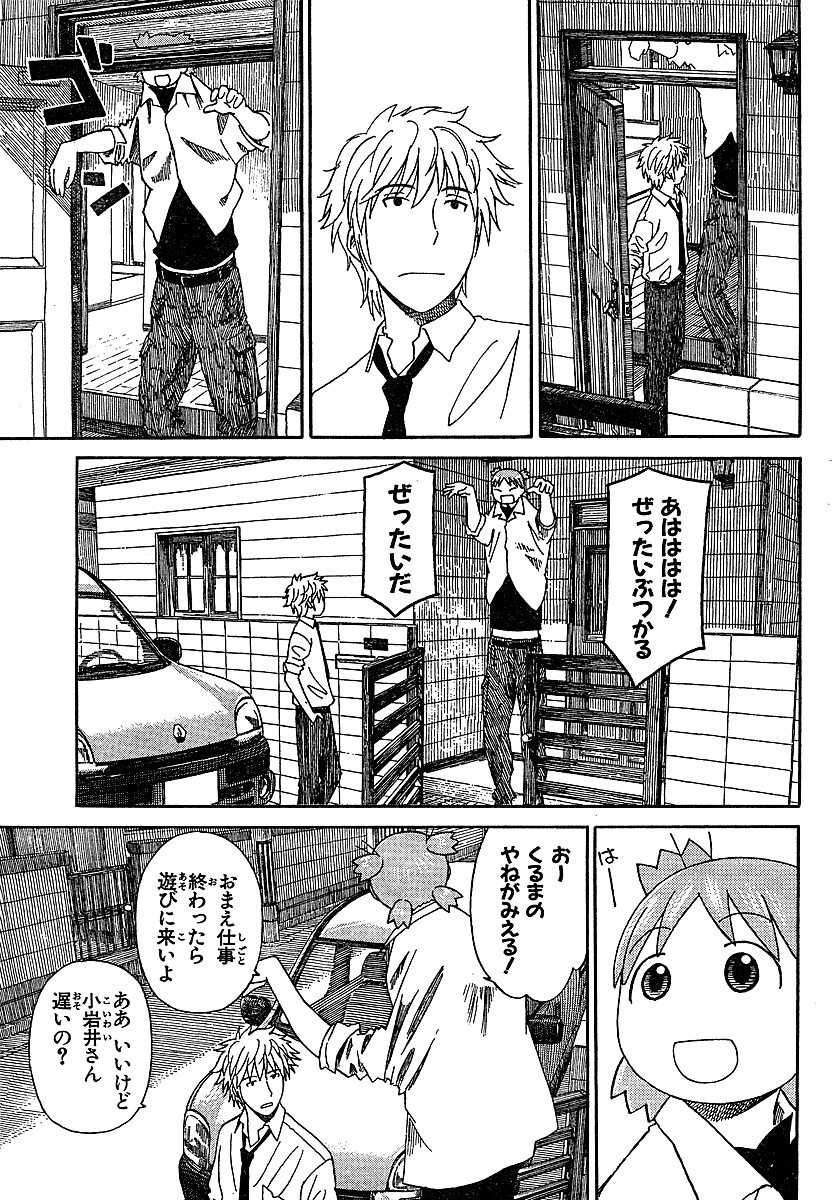 ゴン
あはははは！
ぜったいぶつかる
ぜったいだ
はー
おー
くるまの
やねがみえる！
おまえ仕事
終わったら
遊びに来いよ
ああ いいけど
小岩井さん
遅いの？